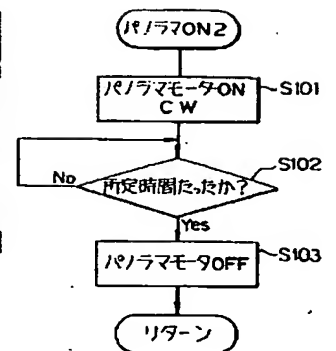 パノラマON2
パノラマモーターON
CW
S101
所定時間たったか?
S102
No
Yes
パノラマモータOFF
S103
リターン